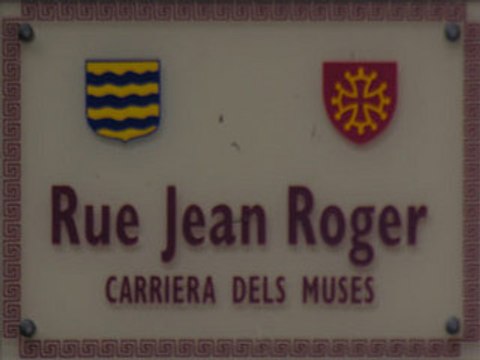 Rue Jean Roger
CARRIERA DELS MUSES